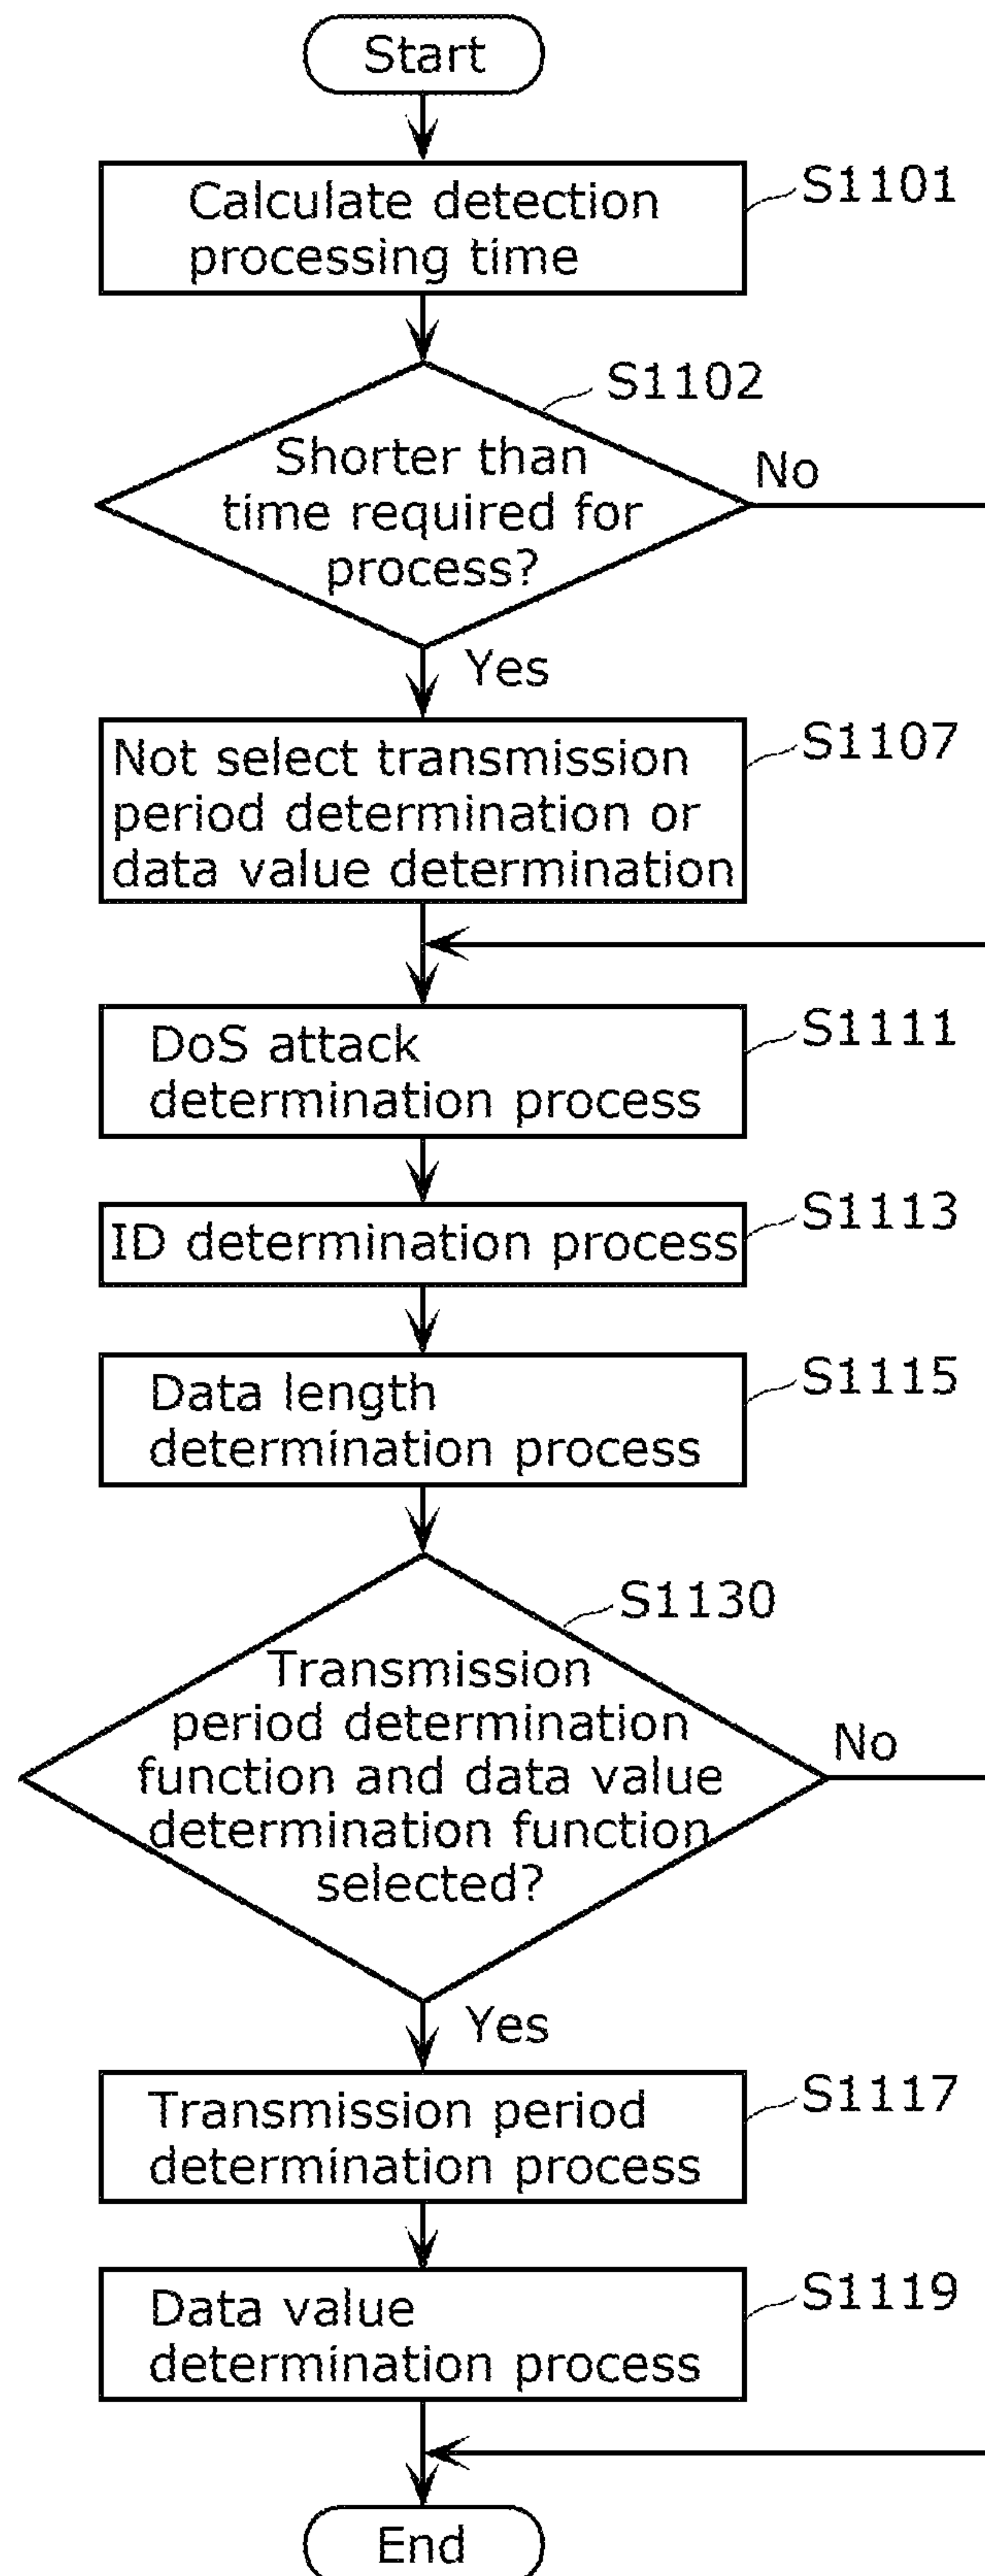 Start
S1101
Calculate detection
processing time
S1102
Shorter than
time required for
process?
No
Yes
S1107
Not select transmission
period determination or
data value determination
S1111
DoS attack
determination process
S1113
ID determination process
S1115
Data length
determination process
S1130
Transmission
period determination
function and data value
determination function
selected?
No
Yes
S1117
Transmission period
determination process
S1119
Data value
determination process
End